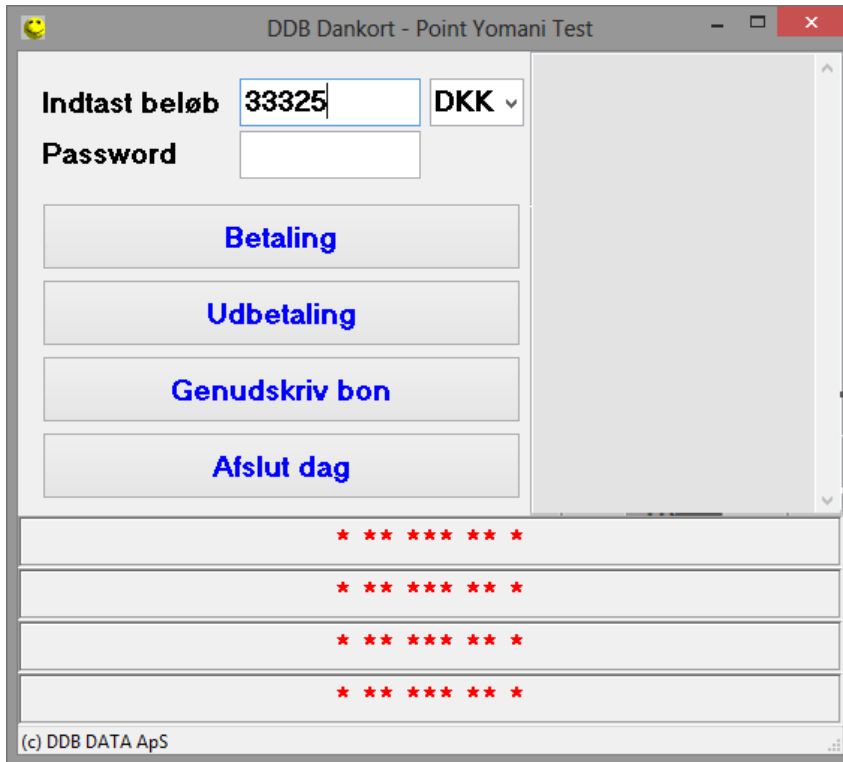 DDB Dankort - Point Yomani Test
Indtast beløb 33325 DKK
Password
Betaling
Udbetaling
Genudskriv bon
Afslut dag
* ** *** ** *
* ** *** ** *
* ** *** ** *
* ** *** ** *
(c) DDB DATA ApS